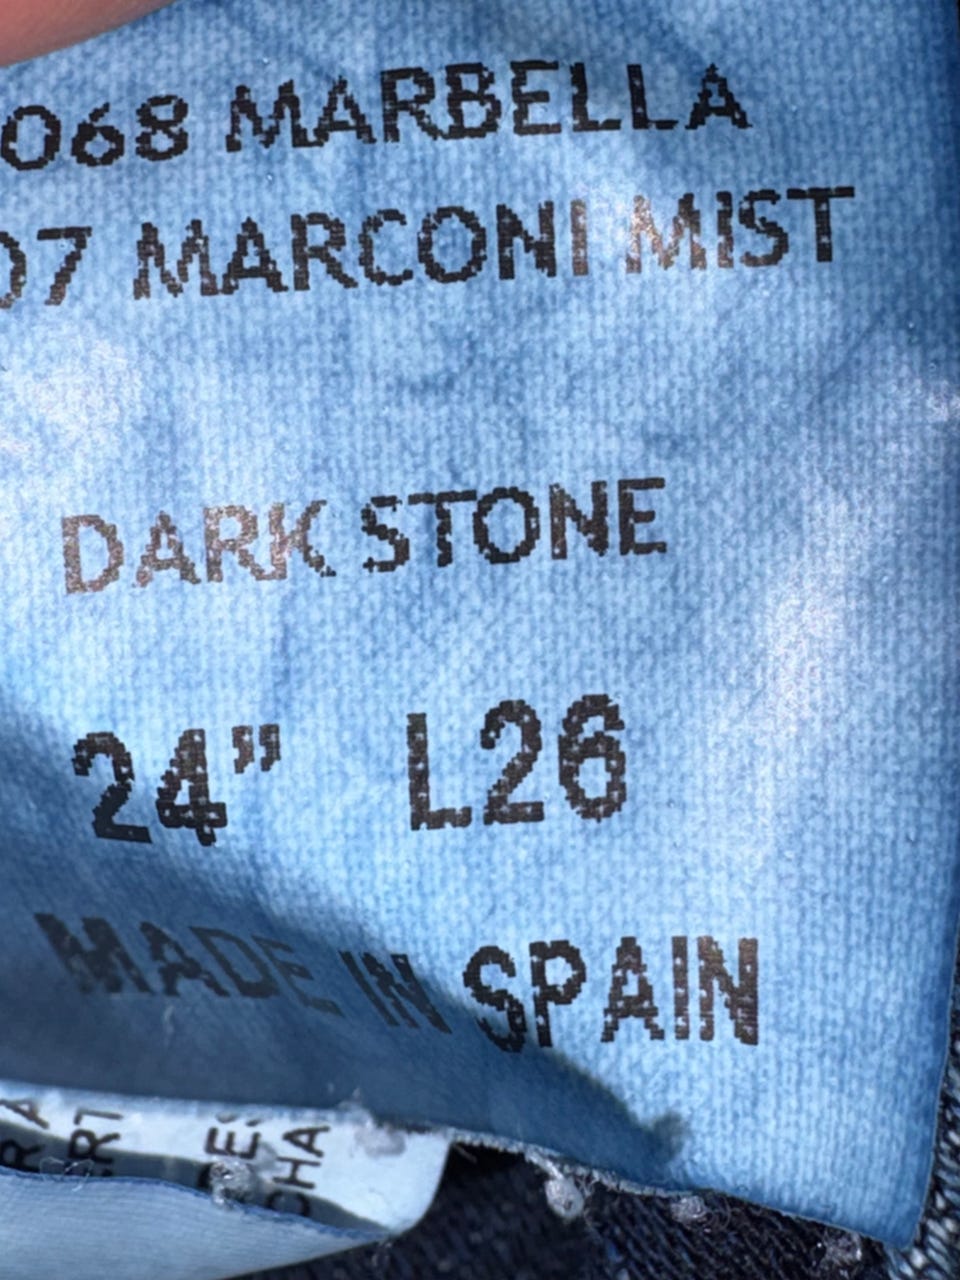 068 MARBELLA
07 MARCONI MIST
DARK STONE
24” L26
MADE IN SPAIN